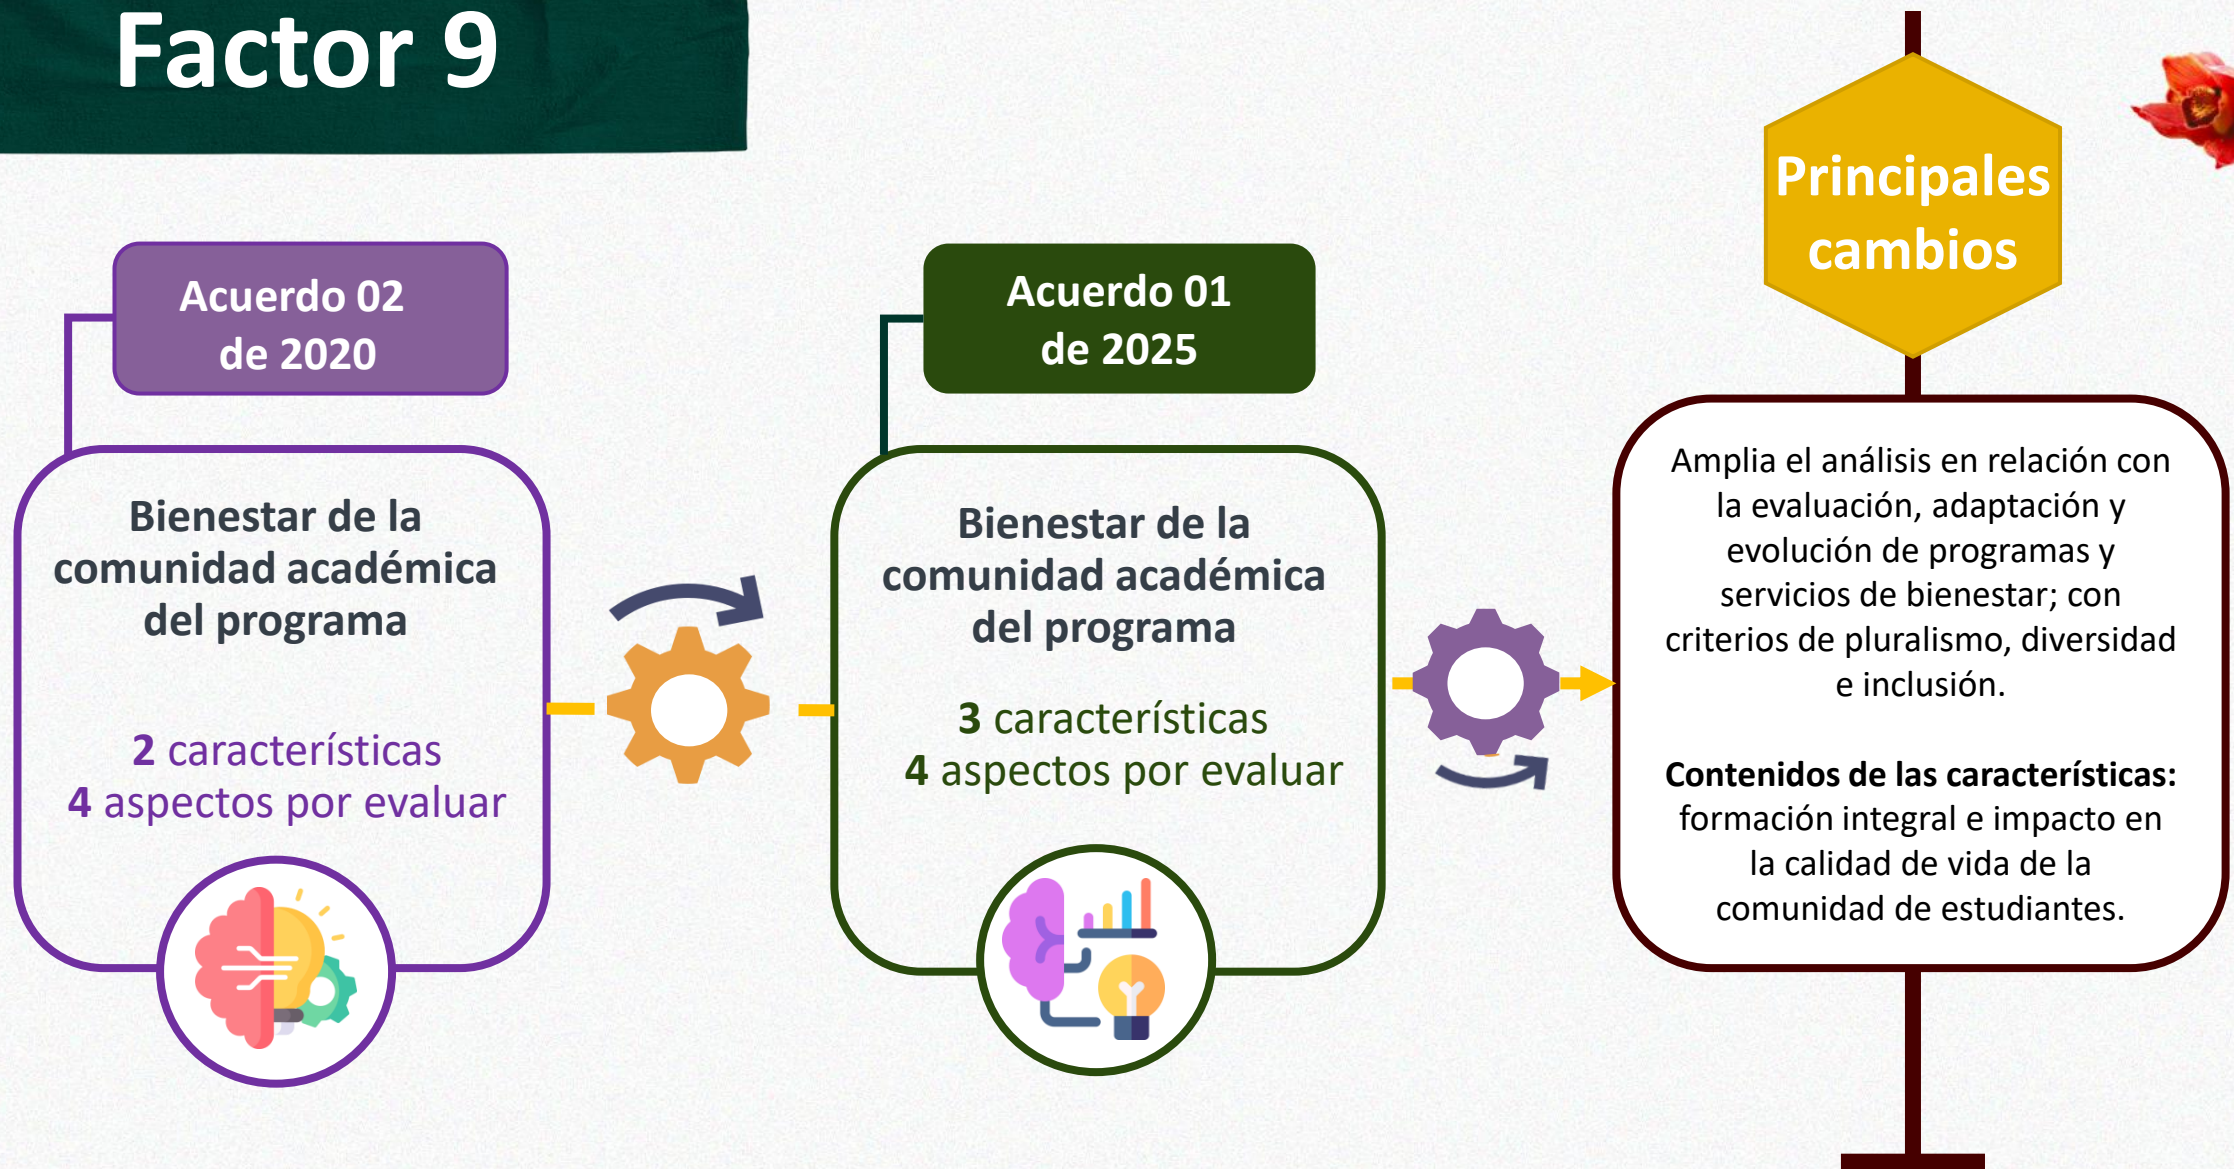 Factor 9
Acuerdo 02
de 2020
Bienestar de la
comunidad académica
del programa
2 características
4 aspectos por evaluar
Acuerdo 01
de 2025
Bienestar de la
comunidad académica
del programa
3 características
4 aspectos por evaluar
Principales
cambios
Amplia el análisis en relación con
la evaluación, adaptación y
evolución de programas y
servicios de bienestar; con
criterios de pluralismo, diversidad
e inclusión.
Contenidos de las características:
formación integral e impacto en
la calidad de vida de la
comunidad de estudiantes.